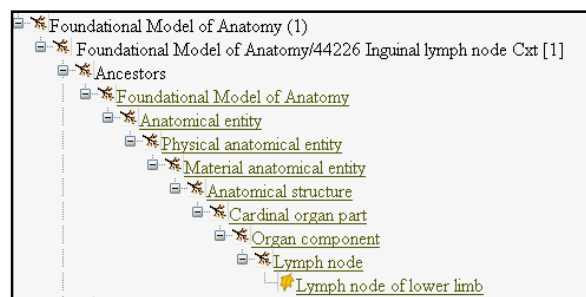 Foundational Model of Anatomy (1)
Foundational Model of Anatomy/44226 Inguinal lymph node Cxt [1]
Ancestors
Foundational Model of Anatomy
Anatomical entity
Physical anatomical entity
Material anatomical entity
Anatomical structure
Cardinal organ part
Organ component
Lymph node
Lymph node of lower limb